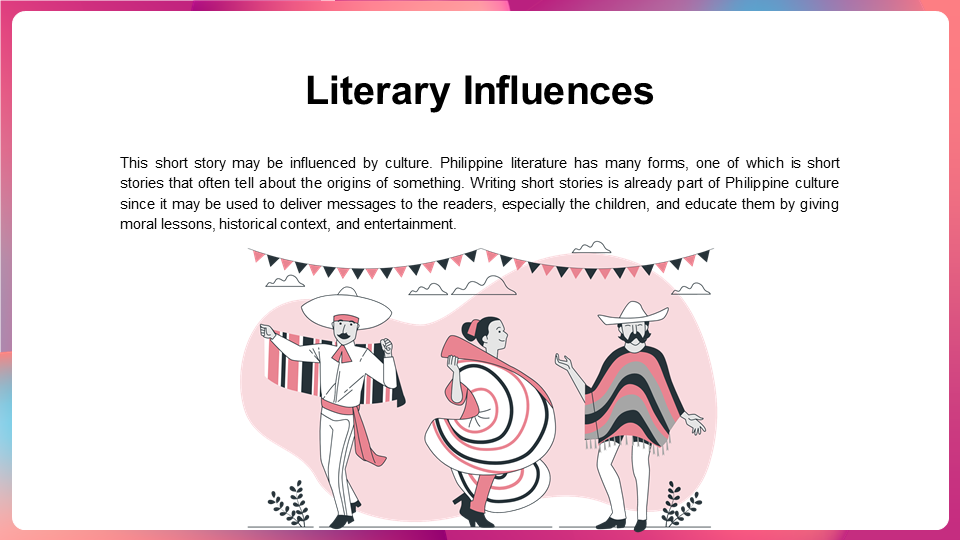 Literary Influences
This short story may be influenced by culture. Philippine literature has many forms, one of which is short
stories that often tell about the origins of something. Writing short stories is already part of Philippine culture
since it may be used to deliver messages to the readers, especially the children, and educate them by giving
moral lessons, historical context, and entertainment.